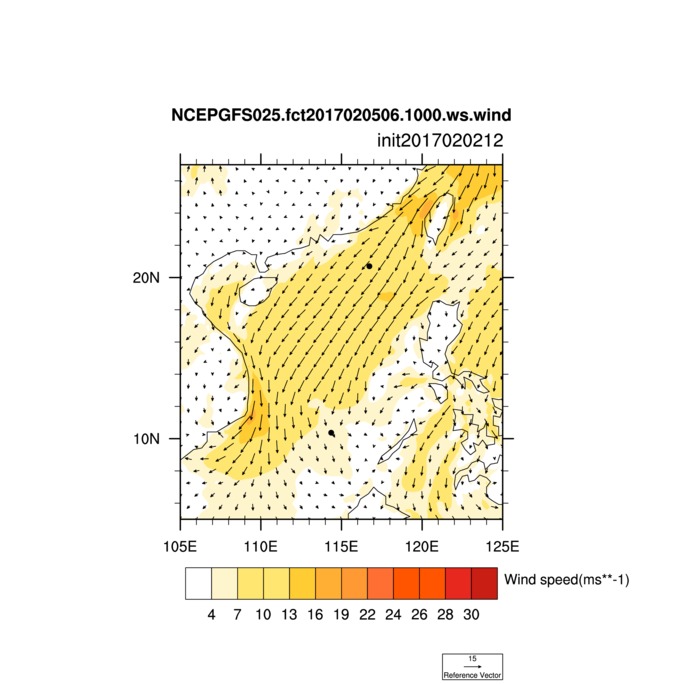 NCEPGFS025.fct2017020506.1000.ws.wind
init2017020212
20N
10N
105E 110E 115E 120E 125E
Wind speed(ms**-1)
4 7 10 13 16 19 22 24 26 28 30
15
Reference Vector